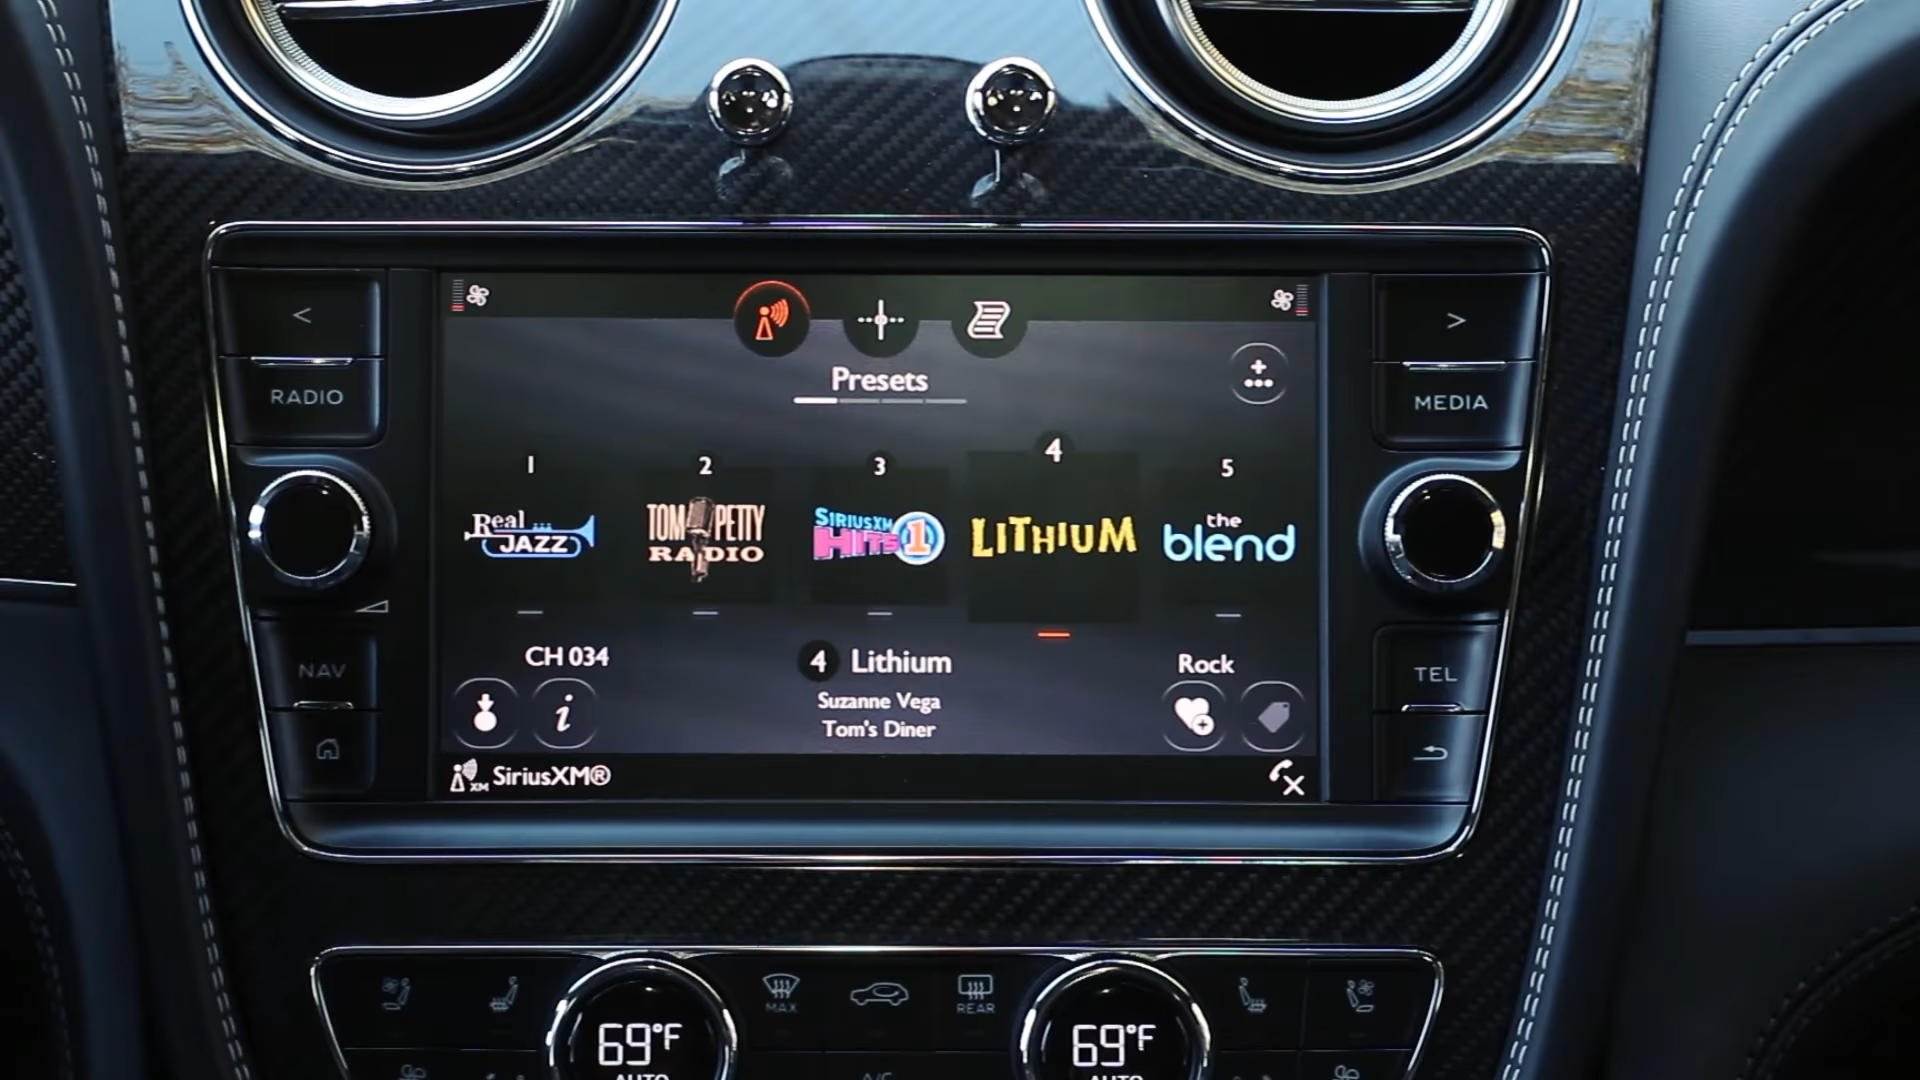 <
RADIO
NAV
>
MEDIA
TEL
Presets
1
2
3
4
5
Real
JAZZ
TOM PETTY
RADIO
SIRIUSXM
HITS 1
LITHIUM
the
blend
CH 034
4 Lithium
Rock
i
Suzanne Vega
Tom's Diner
XM SiriusXM®
MAX
REAR
69°F
AUTO
A/C
69°F
AUTO